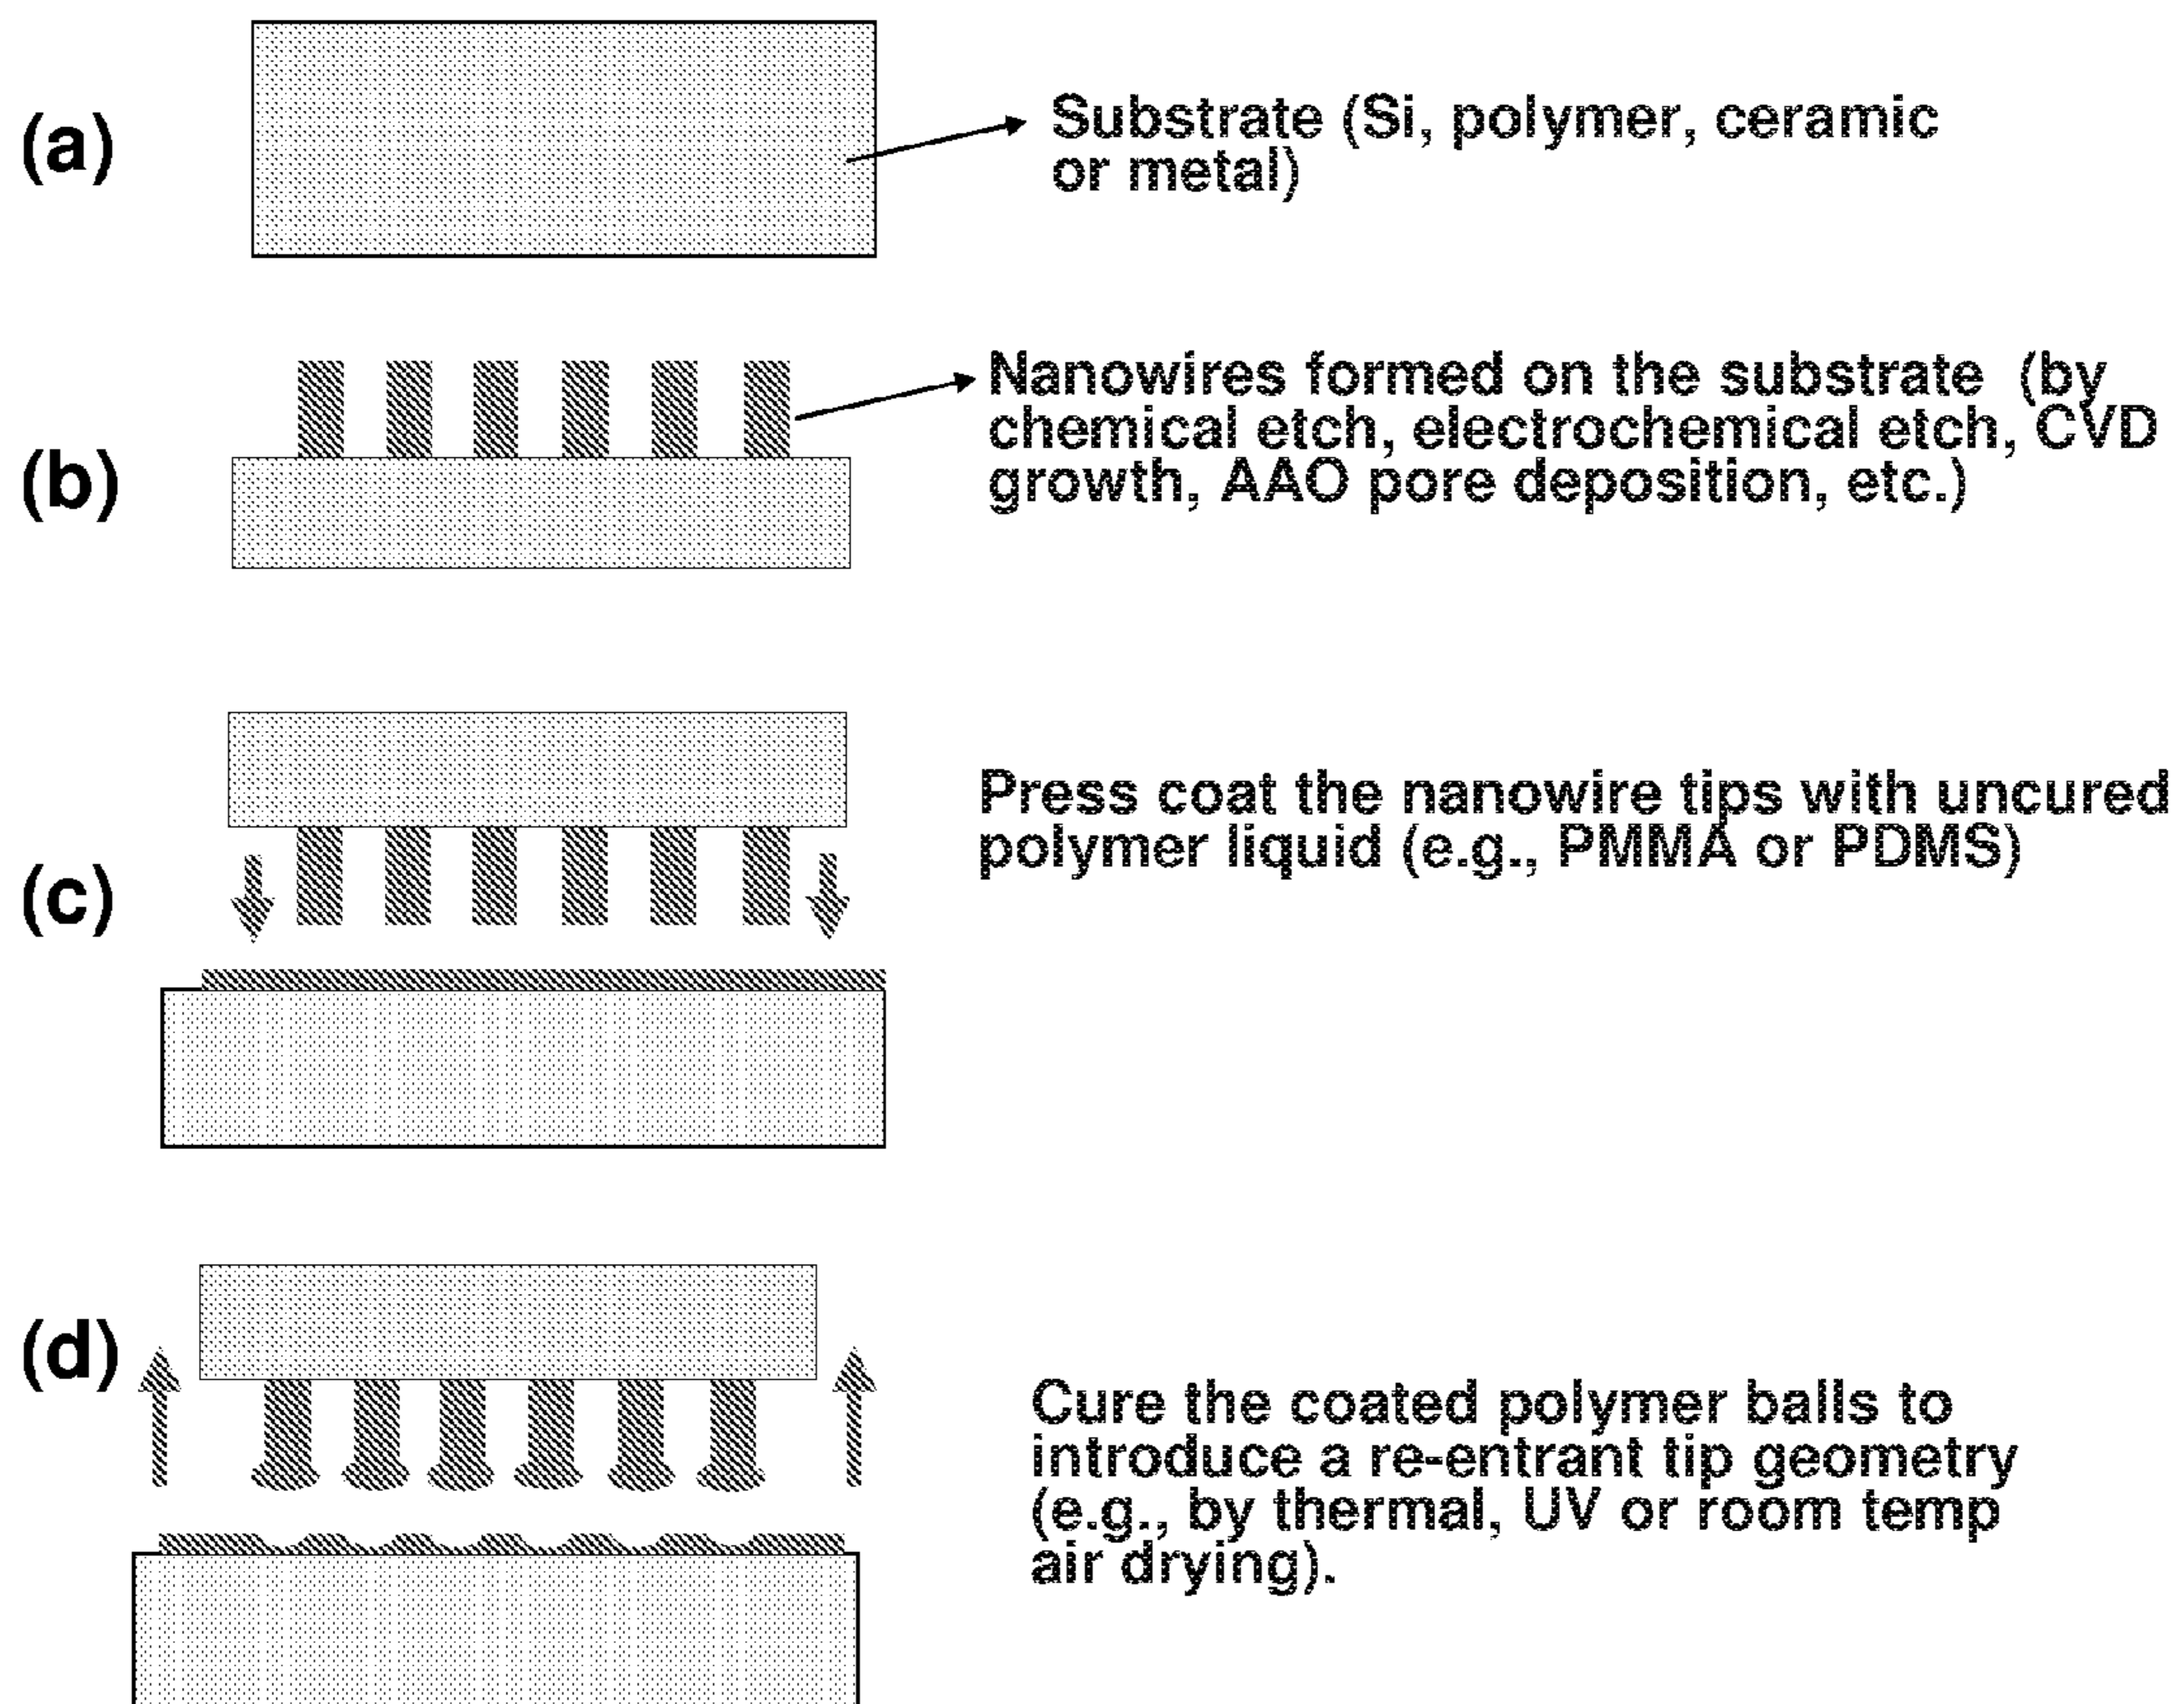 (a)
Substrate (Si, polymer, ceramic
or metal)
(b)
Nanowires formed on the substrate (by
chemical etch, electrochemical etch, CVD
growth, AAO pore deposition, etc.)
(c)
Press coat the nanowire tips with uncured
polymer liquid (e.g., PMMA or PDMS)
(d)
Cure the coated polymer balls to
introduce a re-entrant tip geometry
(e.g., by thermal, UV or room temp
air drying).